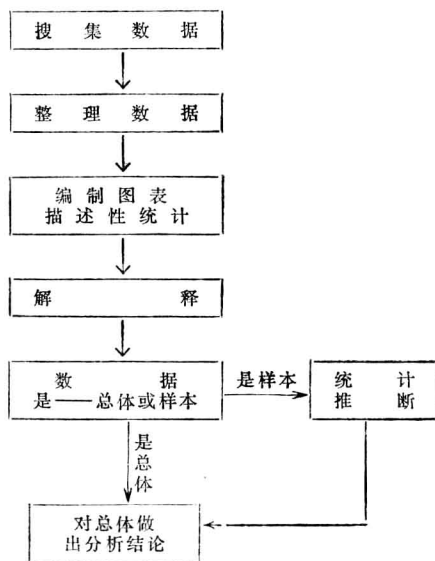 搜集数据
整理数据
编制图表
描述性统计
解释
数据
是——总体或样本
是样本
统计
推断
是总体
对总体做
出分析结论